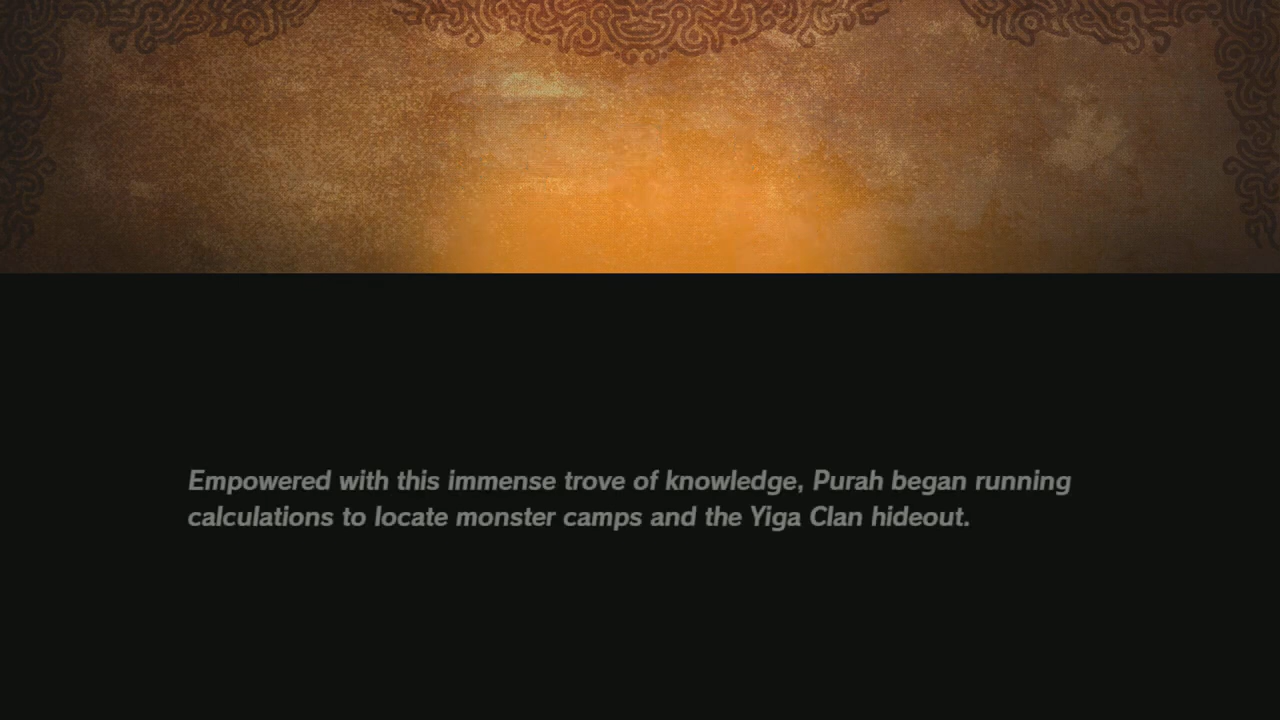 Empowered with this immense trove of knowledge, Purah began running
calculations to locate monster camps and the Yiga Clan hideout.